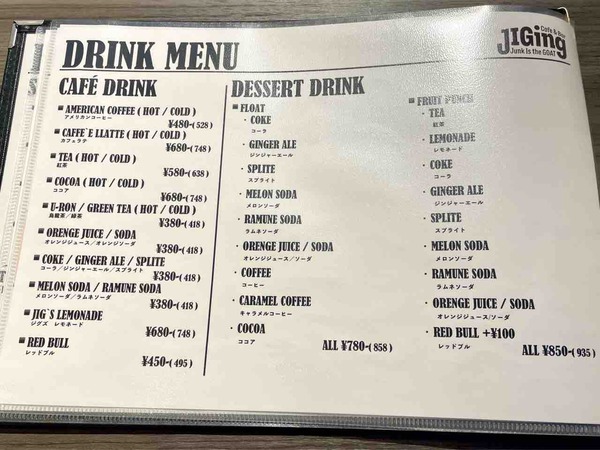 DRINK MENU
Cafe & Bar
JIGing
Junk Is the GOAT
CAFÉ DRINK
AMERICAN COFFEE ( HOT / COLD )
アメリカンコーヒー
¥480-(528)
CAFFE`E LLATTE ( HOT / COLD )
カフェラテ
¥680-(748)
TEA ( HOT / COLD )
紅茶
¥580-(638)
COCOA ( HOT / COLD )
ココア
¥680-(748)
U-RON / GREEN TEA ( HOT / COLD )
烏龍茶／緑茶
¥380-(418)
ORENGE JUICE / SODA
オレンジジュース／オレンジソーダ
¥380-(418)
COKE / GINGER ALE / SPLITE
コーラ／ジンジャーエール／スプライト
¥380-(418)
MELON SODA / RAMUNE SODA
メロンソーダ／ラムネソーダ
¥380-(418)
JIG`S LEMONADE
ジグズ レモネード
¥680-(748)
RED BULL
レッドブル
¥450-(495)
DESSERT DRINK
FLOAT
・COKE
コーラ
・GINGER ALE
ジンジャーエール
・SPLITE
スプライト
・MELON SODA
メロンソーダ
・RAMUNE SODA
ラムネソーダ
・ORENGE JUICE / SODA
オレンジジュース／ソーダ
・COFFEE
コーヒー
・CARAMEL COFFEE
キャラメルコーヒー
・COCOA
ココア
ALL ¥780-(858)
FRUIT PUNCH
・TEA
紅茶
・LEMONADE
レモネード
・COKE
コーラ
・GINGER ALE
ジンジャーエール
・SPLITE
スプライト
・MELON SODA
メロンソーダ
・RAMUNE SODA
ラムネソーダ
・ORENGE JUICE / SODA
オレンジジュース/ソーダ
・RED BULL +¥100
レッドブル
ALL ¥850-(935)